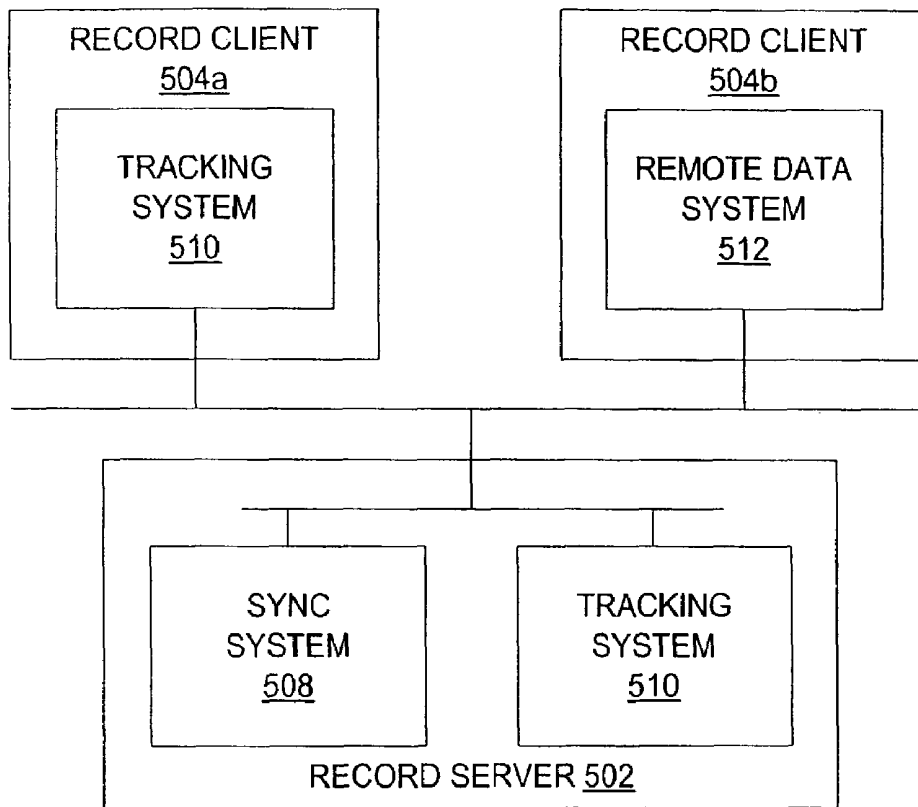 RECORD CLIENT
504a
TRACKING
SYSTEM
510
RECORD CLIENT
504b
REMOTE DATA
SYSTEM
512
SYNC
SYSTEM
508
TRACKING
SYSTEM
510
RECORD SERVER 502